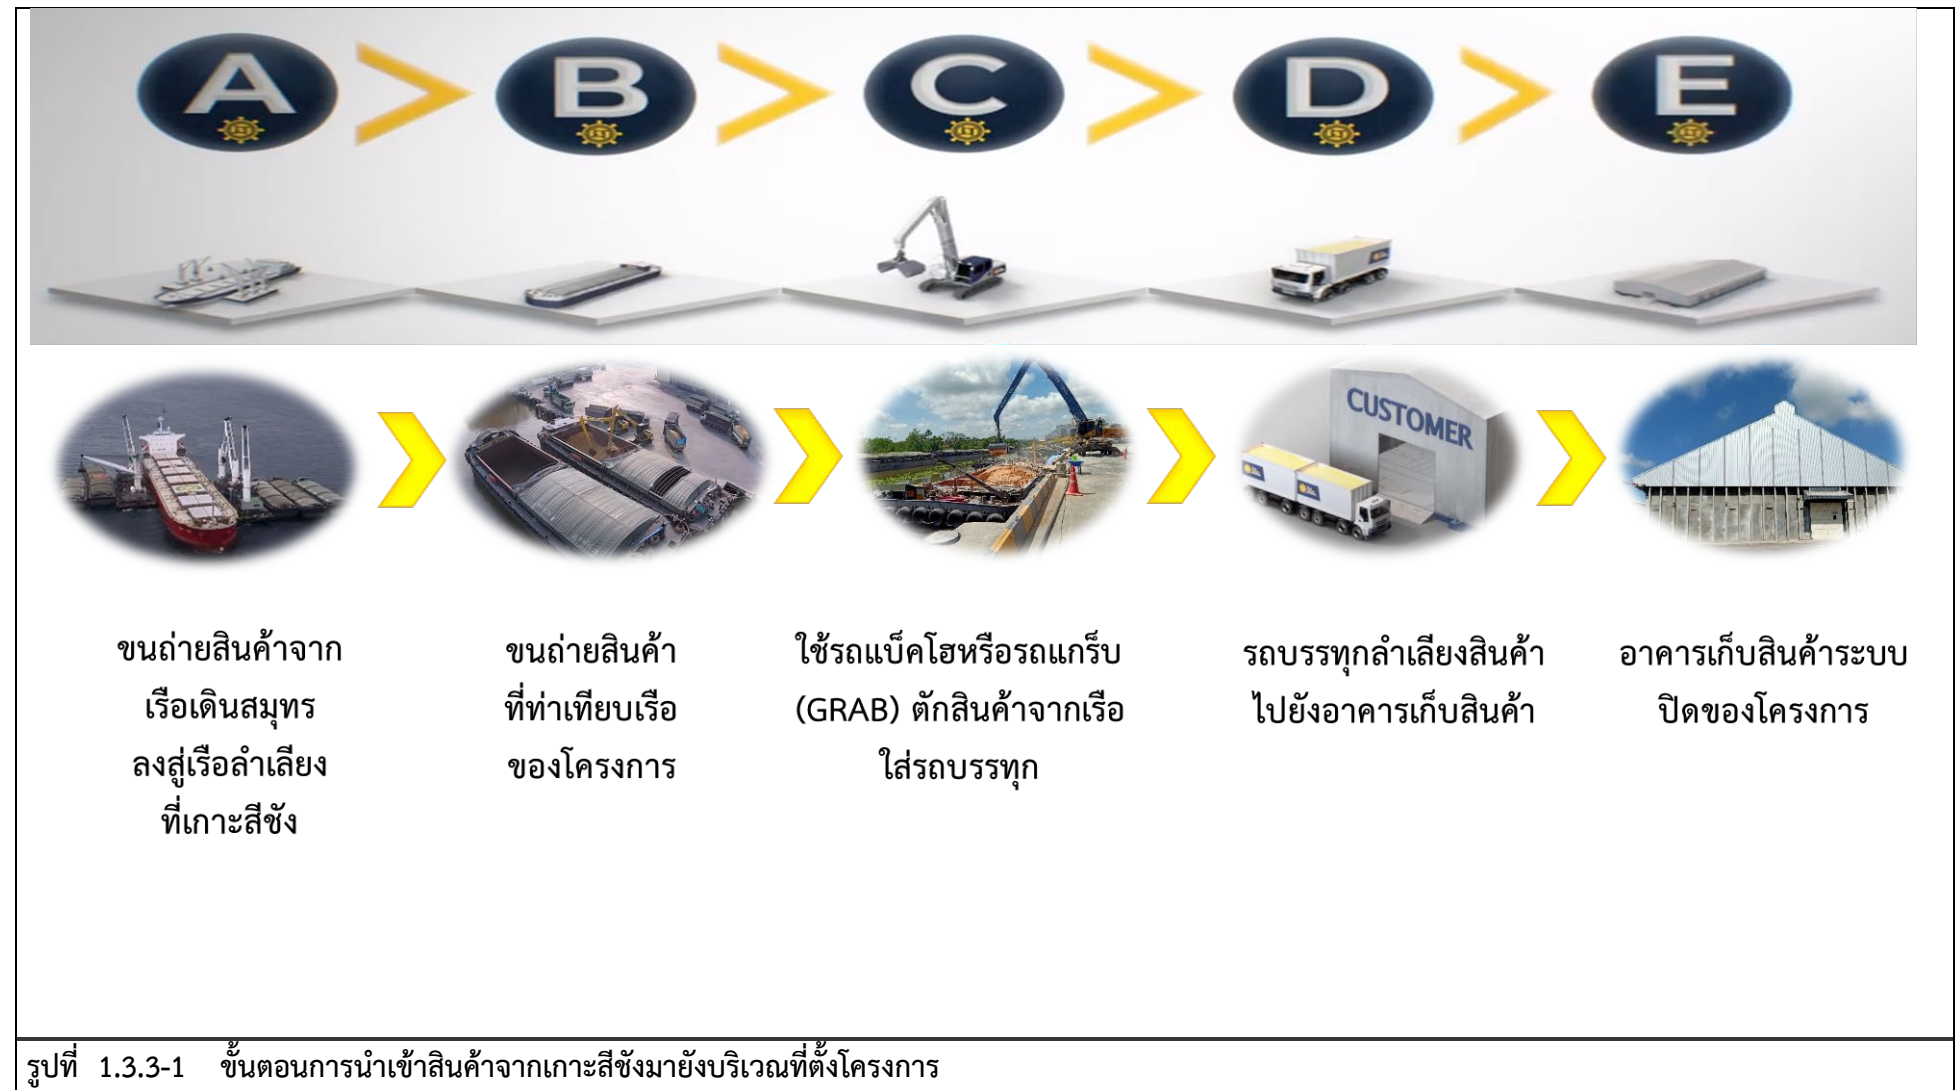 A
B
C
D
E
CUSTOMER
ขนถ่ายสินค้าจาก
เรือเดินสมุทร
ลงสู่เรือลำเลียง
ที่เกาะสีชัง
ขนถ่ายสินค้า
ที่ท่าเทียบเรือ
ของโครงการ
ใช้รถแบ็คโฮหรือรถแกร็บ
(GRAB) ตักสินค้าจากเรือ
ใส่รถบรรทุก
รถบรรทุกลำเลียงสินค้า
ไปยังอาคารเก็บสินค้า
อาคารเก็บสินค้าระบบ
ปิดของโครงการ
รูปที่ 1.3.3-1 ขั้นตอนการนำเข้าสินค้าจากเกาะสีชังมายังบริเวณที่ตั้งโครงการ